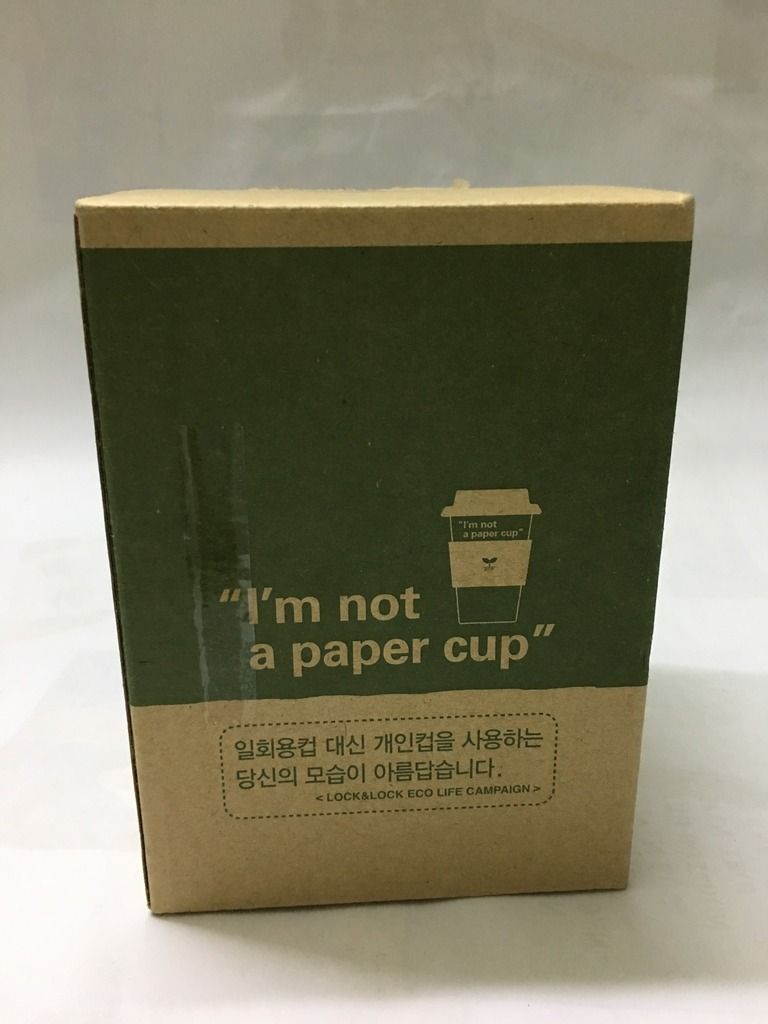 "I'm not
a paper cup"
"I'm not
a paper cup"
일회용컵 대신 개인컵을 사용하는
당신의 모습이 아름답습니다.
< LOCK&LOCK ECO LIFE CAMPAIGN >